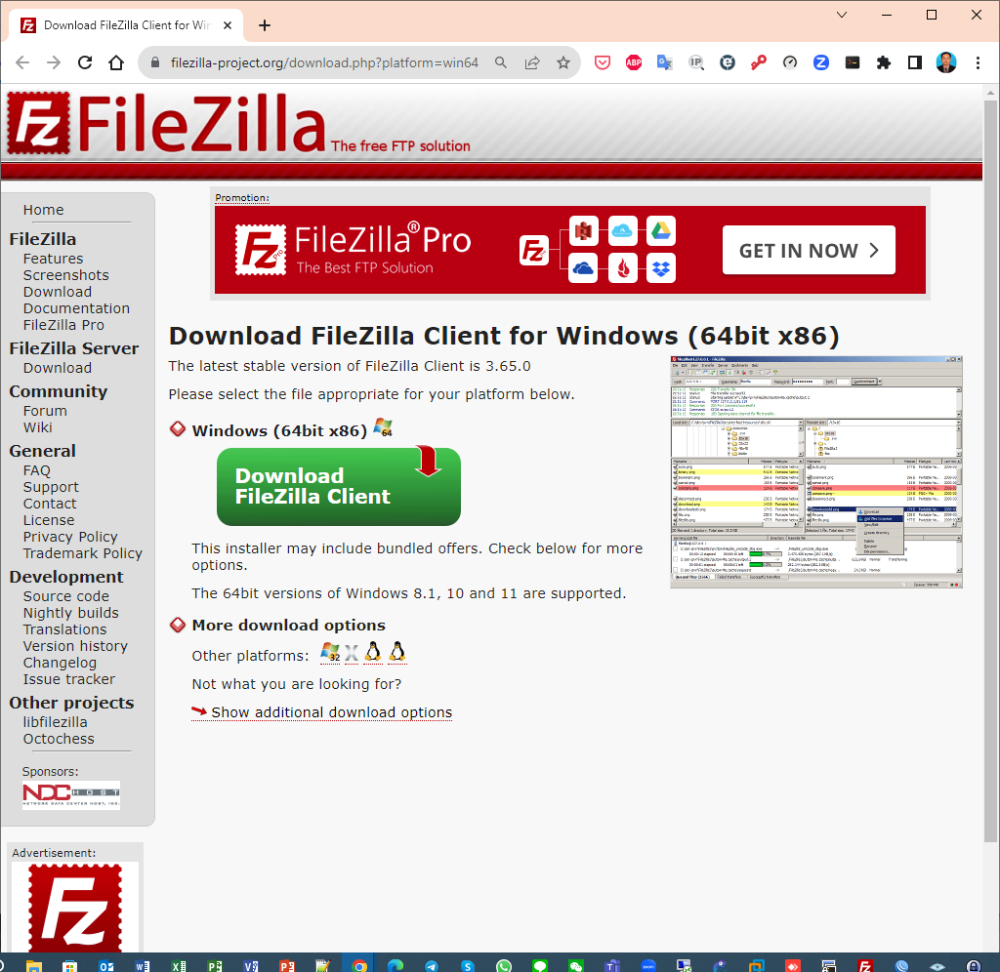 Download FileZilla Client for Wir
filezilla-project.org/download.php?platform=win64
FileZilla The free FTP solution
Home
FileZilla
Features
Screenshots
Download
Documentation
FileZilla Pro
FileZilla Server
Download
Community
Forum
Wiki
General
FAQ
Support
Contact
License
Privacy Policy
Trademark Policy
Development
Source code
Nightly builds
Translations
Version history
Changelog
Issue tracker
Other projects
libfilezilla
Octochess
Sponsors:
NDC HOST
NETWORK DATA CENTER HOST, INC.
Advertisement:
Fz
Promotion:
Fz Pro
FileZilla® Pro
The Best FTP Solution
Fz
GET IN NOW
Download FileZilla Client for Windows (64bit x86)
The latest stable version of FileZilla Client is 3.65.0
Please select the file appropriate for your platform below.
Windows (64bit x86) 64
Download
FileZilla Client
This installer may include bundled offers. Check below for more
options.
The 64bit versions of Windows 8.1, 10 and 11 are supported.
More download options
Other platforms: 32
Not what you are looking for?
Show additional download options